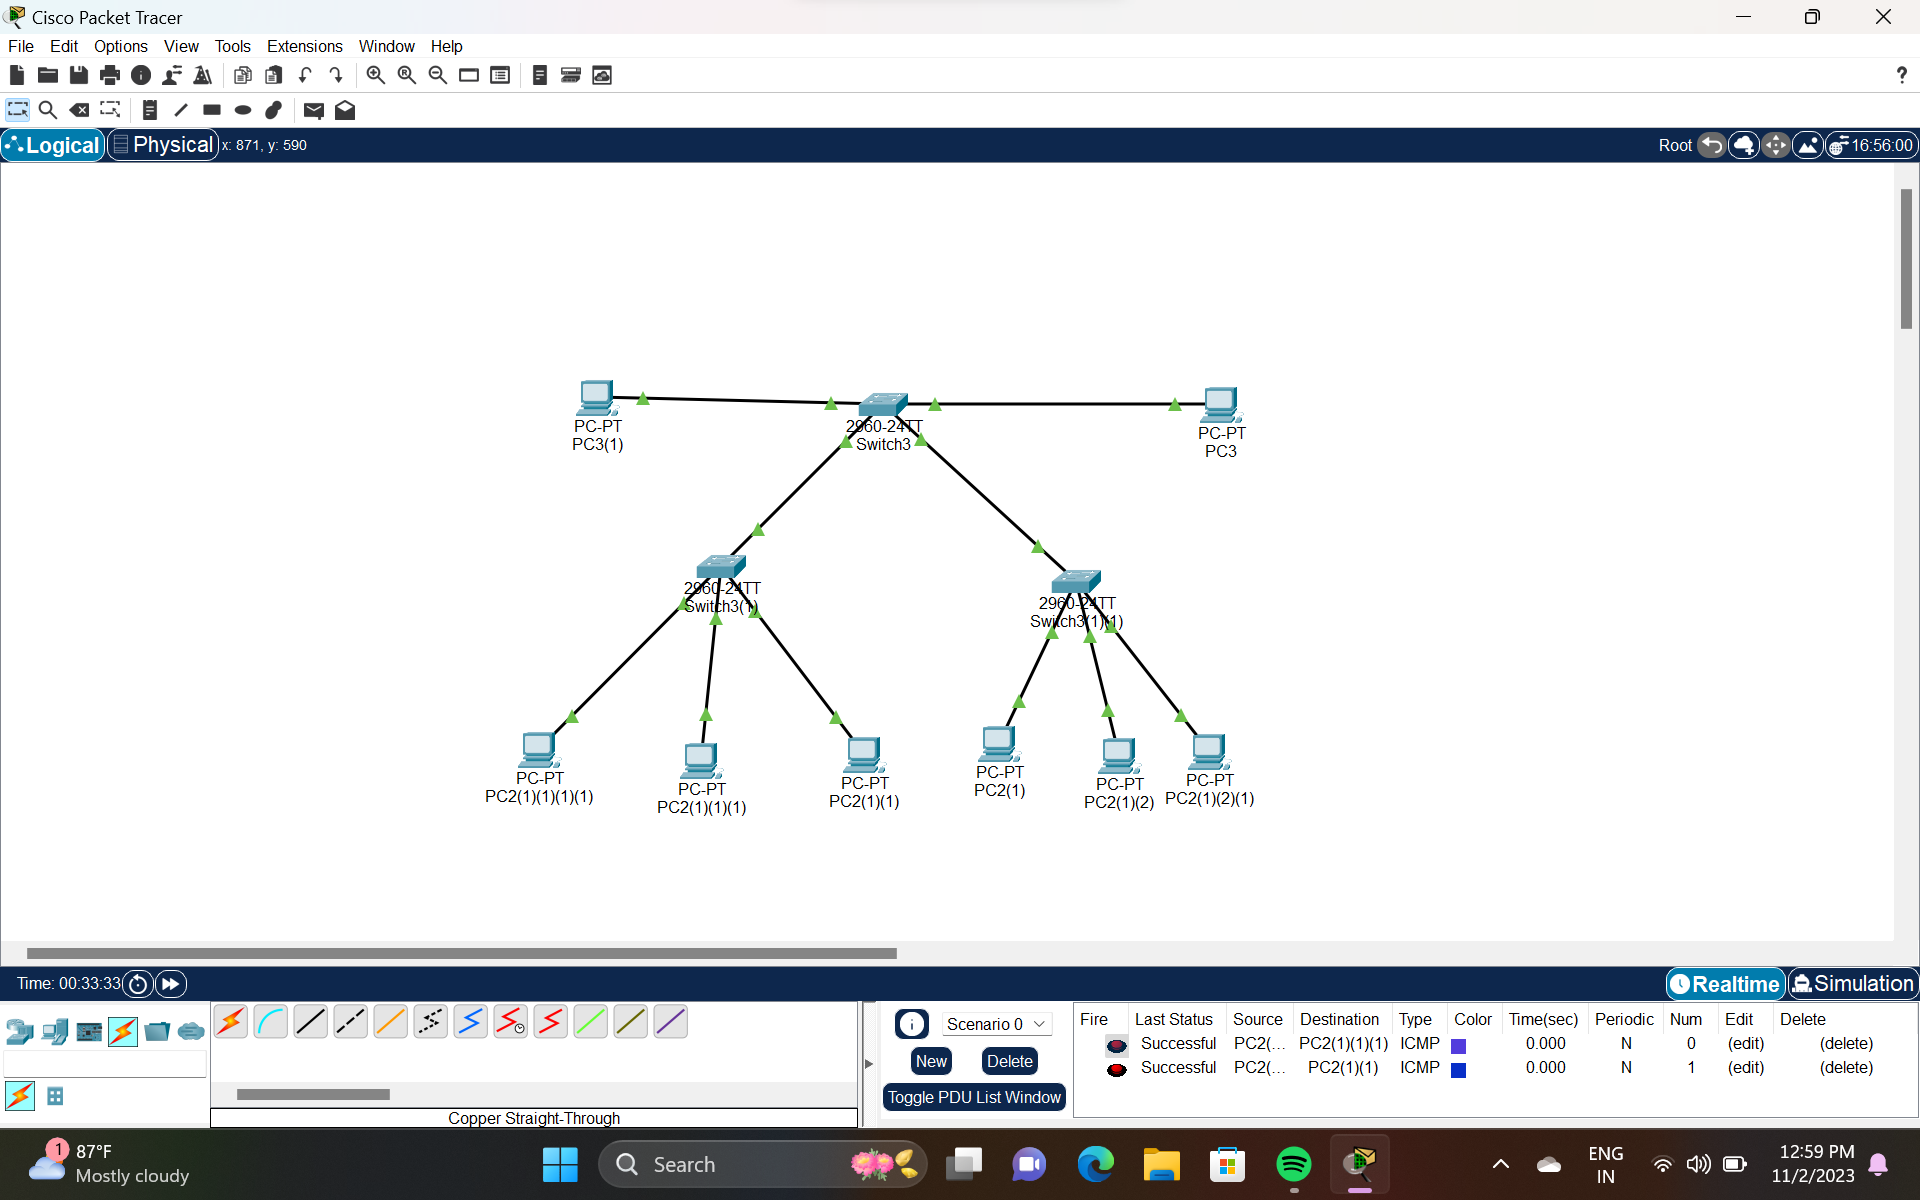 Cisco Packet Tracer
File Edit Options View Tools Extensions Window Help
?
Logical Physical x: 871, y: 590 Root 16:56:00
PC-PT
PC3(1)
2960-24TT
Switch3
PC-PT
PC3
2960-24TT
Switch3(1)
2960-24TT
Switch3(1)(1)
PC-PT
PC2(1)(1)(1)(1)
PC-PT
PC2(1)(1)(1)
PC-PT
PC2(1)(1)
PC-PT
PC2(1)
PC-PT
PC2(1)(2)
PC-PT
PC2(1)(2)(1)
Time: 00:33:33 Realtime Simulation
Scenario 0
New Delete
Toggle PDU List Window
Fire Last Status Source Destination Type Color Time(sec) Periodic Num Edit Delete
Successful PC2(... PC2(1)(1)(1) ICMP 0.000 N 0 (edit) (delete)
Successful PC2(... PC2(1)(1) ICMP 0.000 N 1 (edit) (delete)
Copper Straight-Through
1
87°F
Mostly cloudy
Search
ENG
IN
12:59 PM
11/2/2023